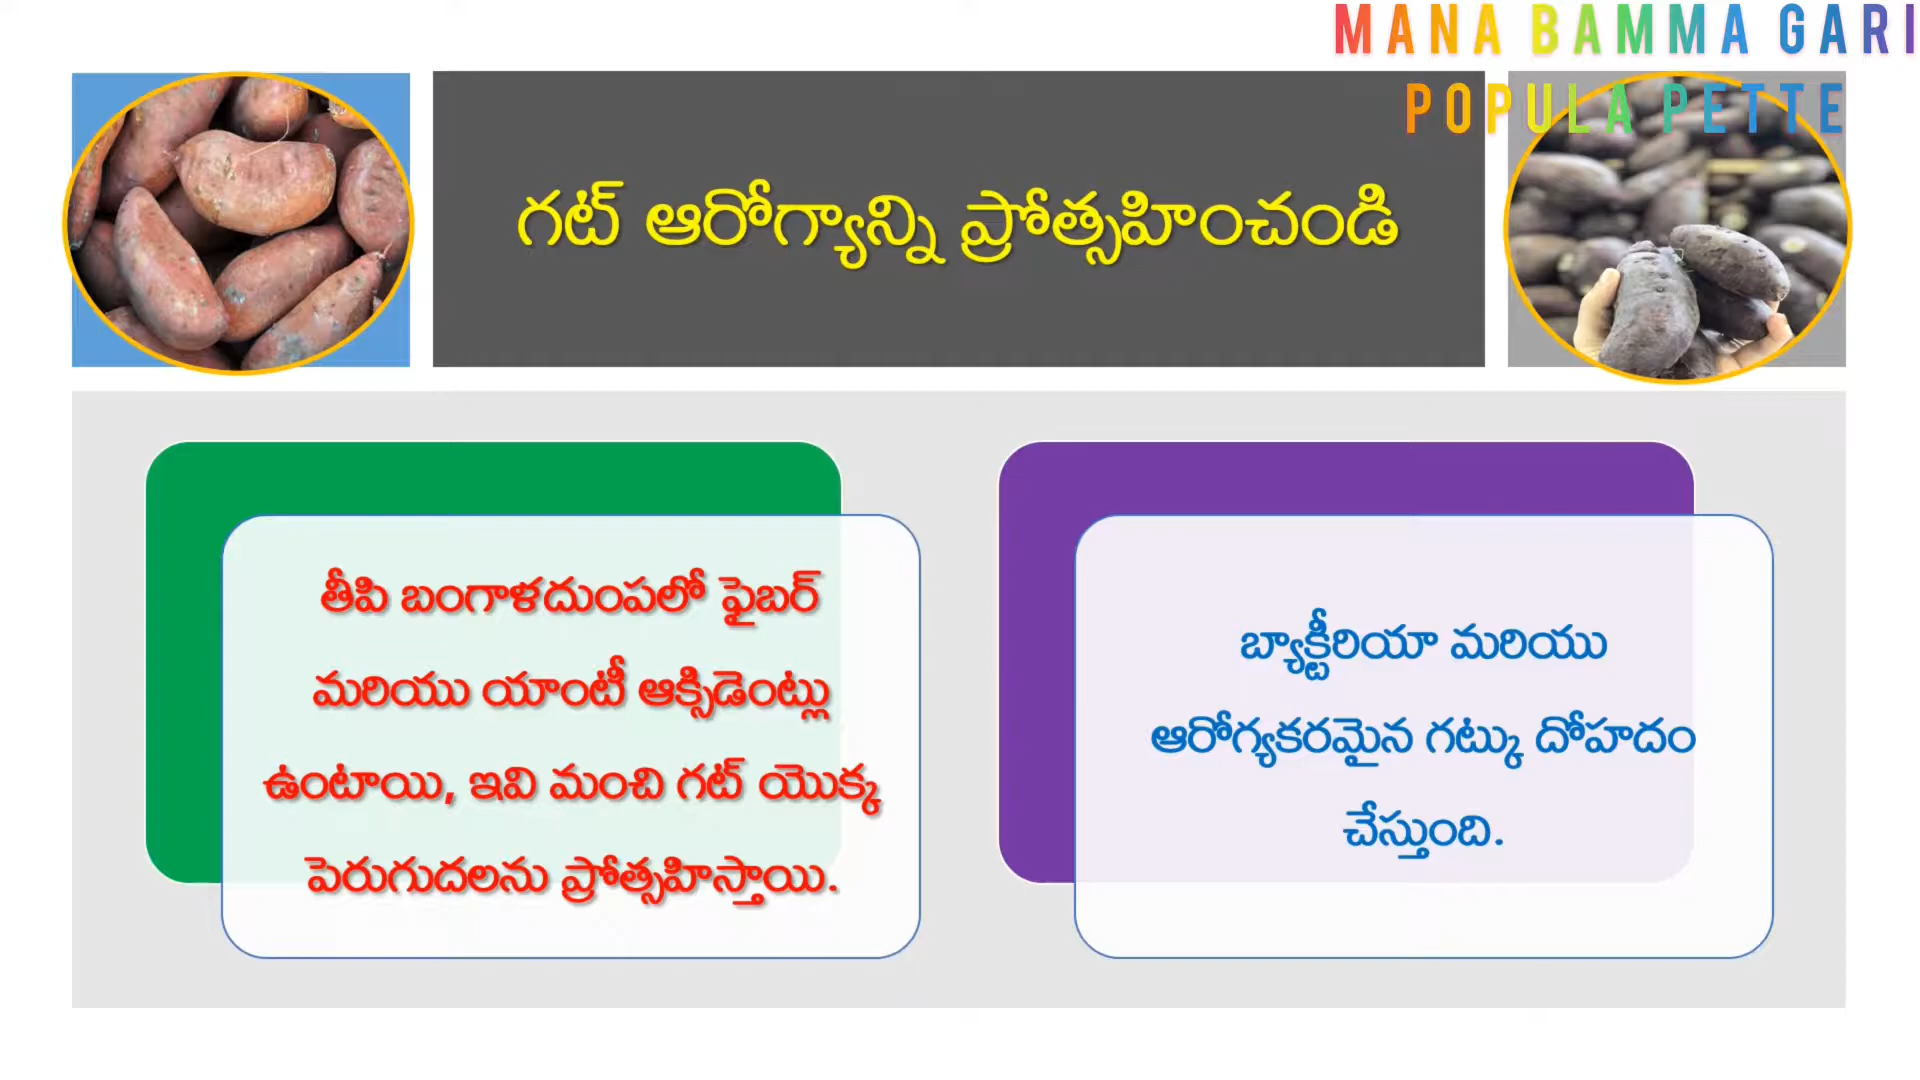 MANA BAMMA GARI
POPULA PETTE
గట్ ఆరోగ్యాన్ని ప్రోత్సహించండి
తీపి బంగాళదుంపలో ఫైబర్
మరియు యాంటీ ఆక్సిడెంట్లు
ఉంటాయి, ఇవి మంచి గట్ యొక్క
పెరుగుదలను ప్రోత్సహిస్తాయి.
బ్యాక్టీరియా మరియు
ఆరోగ్యకరమైన గట్కు దోహదం
చేస్తుంది.